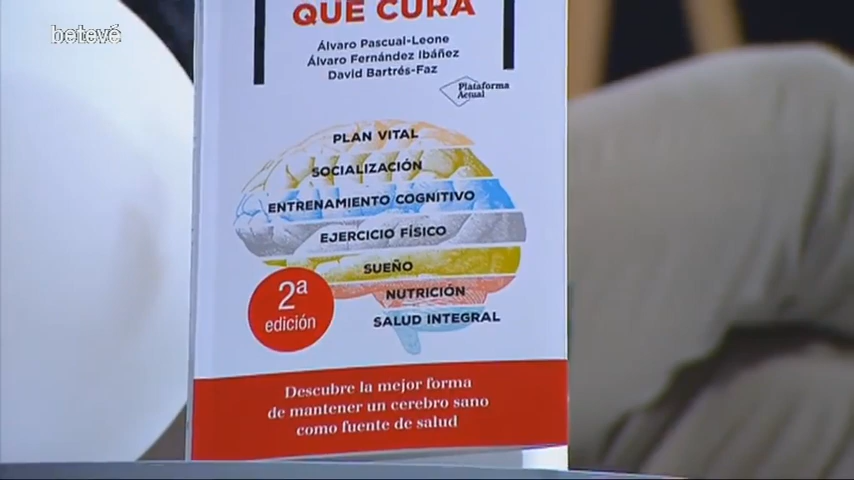 betevé
QUE CURA
Álvaro Pascual-Leone
Álvaro Fernández Ibáñez
David Bartrés-Faz
Plataforma
Actual
PLAN VITAL
SOCIALIZACIÓN
ENTRENAMIENTO COGNITIVO
EJERCICIO FÍSICO
SUEÑO
NUTRICIÓN
SALUD INTEGRAL
2ª
edición
Descubre la mejor forma
de mantener un cerebro sano
como fuente de salud